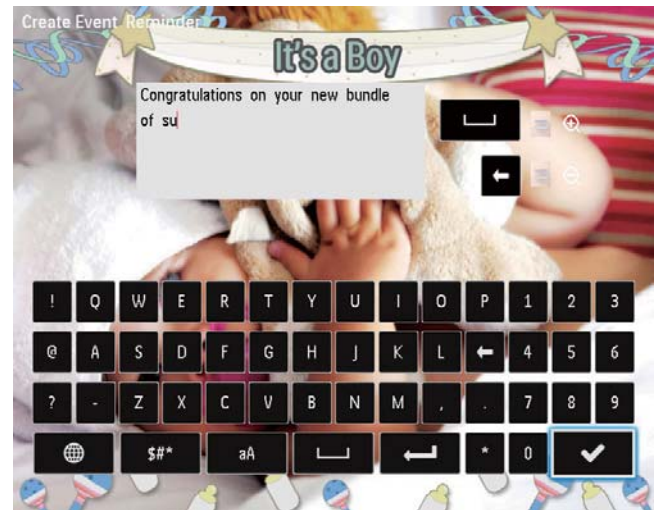 Create Event Reminder
It's a Boy
Congratulations on your new bundle
of su
! Q W E R T Y U I O P 1 2 3
@ A S D F G H J K L 4 5 6
? - Z X C V B N M , . 7 8 9
$#* aA * 0